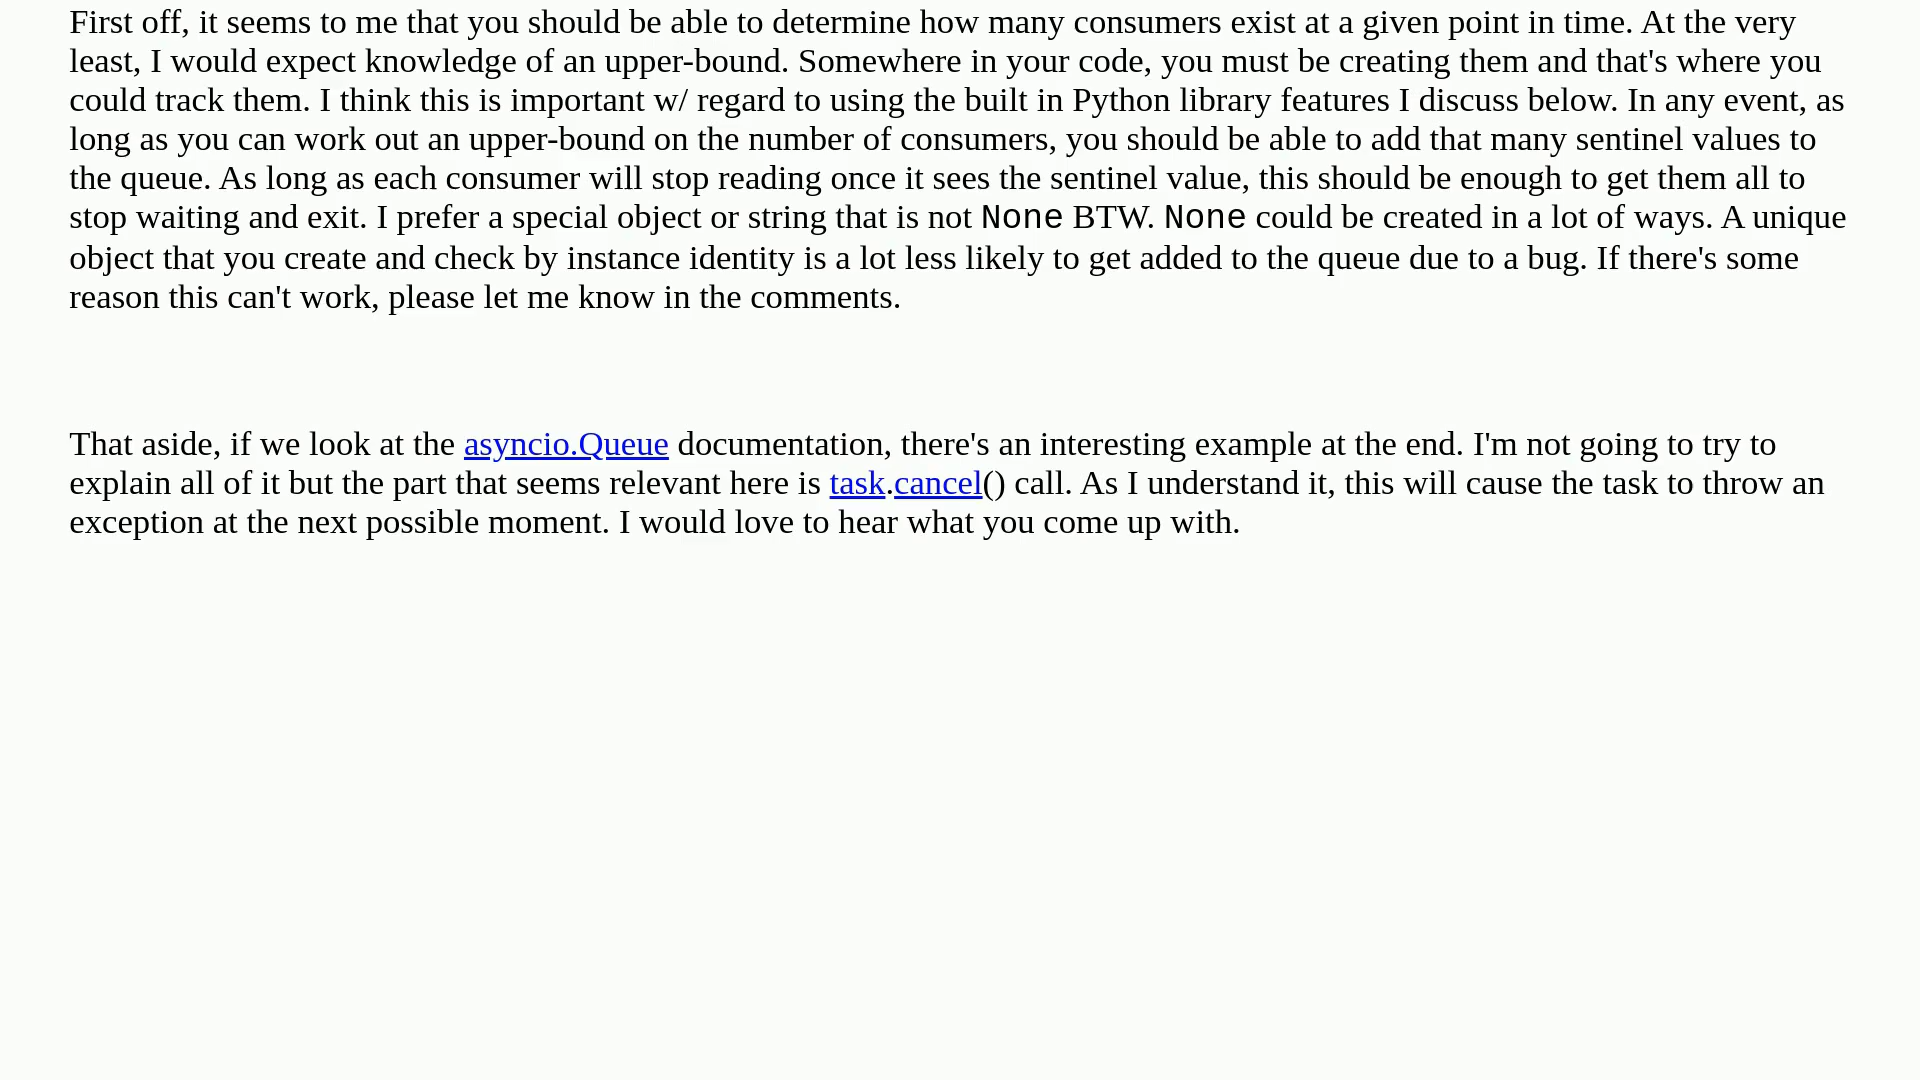 First off, it seems to me that you should be able to determine how many consumers exist at a given point in time. At the very
least, I would expect knowledge of an upper-bound. Somewhere in your code, you must be creating them and that's where you
could track them. I think this is important w/ regard to using the built in Python library features I discuss below. In any event, as
long as you can work out an upper-bound on the number of consumers, you should be able to add that many sentinel values to
the queue. As long as each consumer will stop reading once it sees the sentinel value, this should be enough to get them all to
stop waiting and exit. I prefer a special object or string that is not None BTW. None could be created in a lot of ways. A unique
object that you create and check by instance identity is a lot less likely to get added to the queue due to a bug. If there's some
reason this can't work, please let me know in the comments.
That aside, if we look at the asyncio.Queue documentation, there's an interesting example at the end. I'm not going to try to
explain all of it but the part that seems relevant here is task.cancel() call. As I understand it, this will cause the task to throw an
exception at the next possible moment. I would love to hear what you come up with.